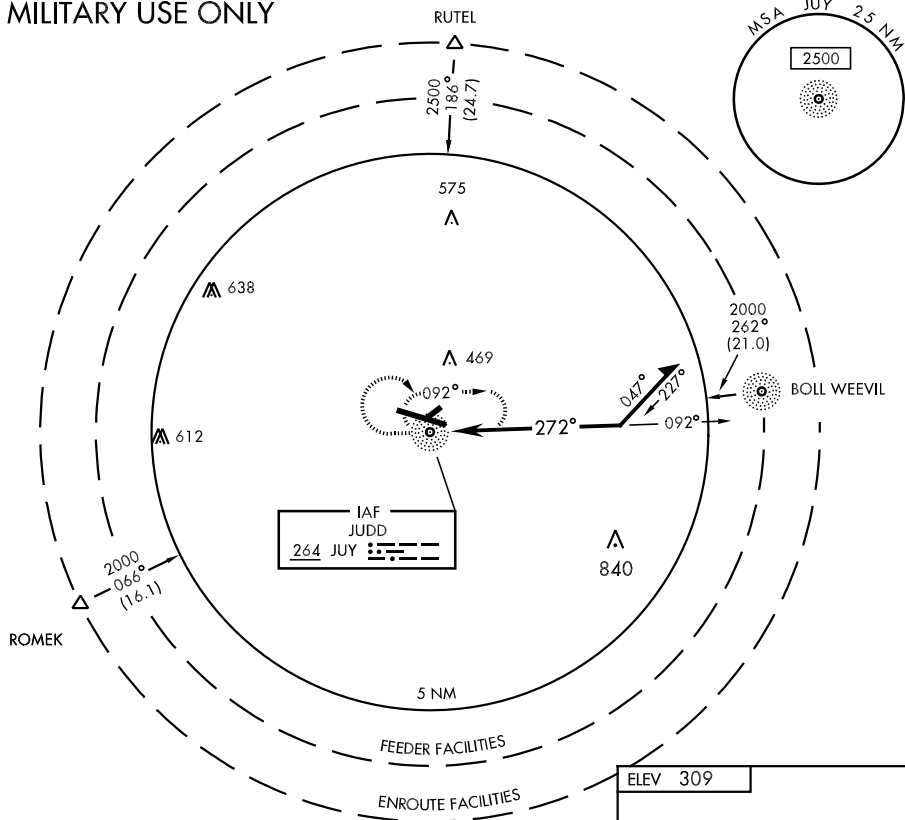 MILITARY USE ONLY
RUTEL
MSA JUY 25 NM
2500
2500
186°
(24.7)
575
638
2000
262°
(21.0)
469
BOLL WEEVIL
092°
047°
227°
272°
092°
612
IAF
JUDD
264 JUY
840
2000
066°
(16.1)
ROMEK
5 NM
FEEDER FACILITIES
ENROUTE FACILITIES
ELEV 309